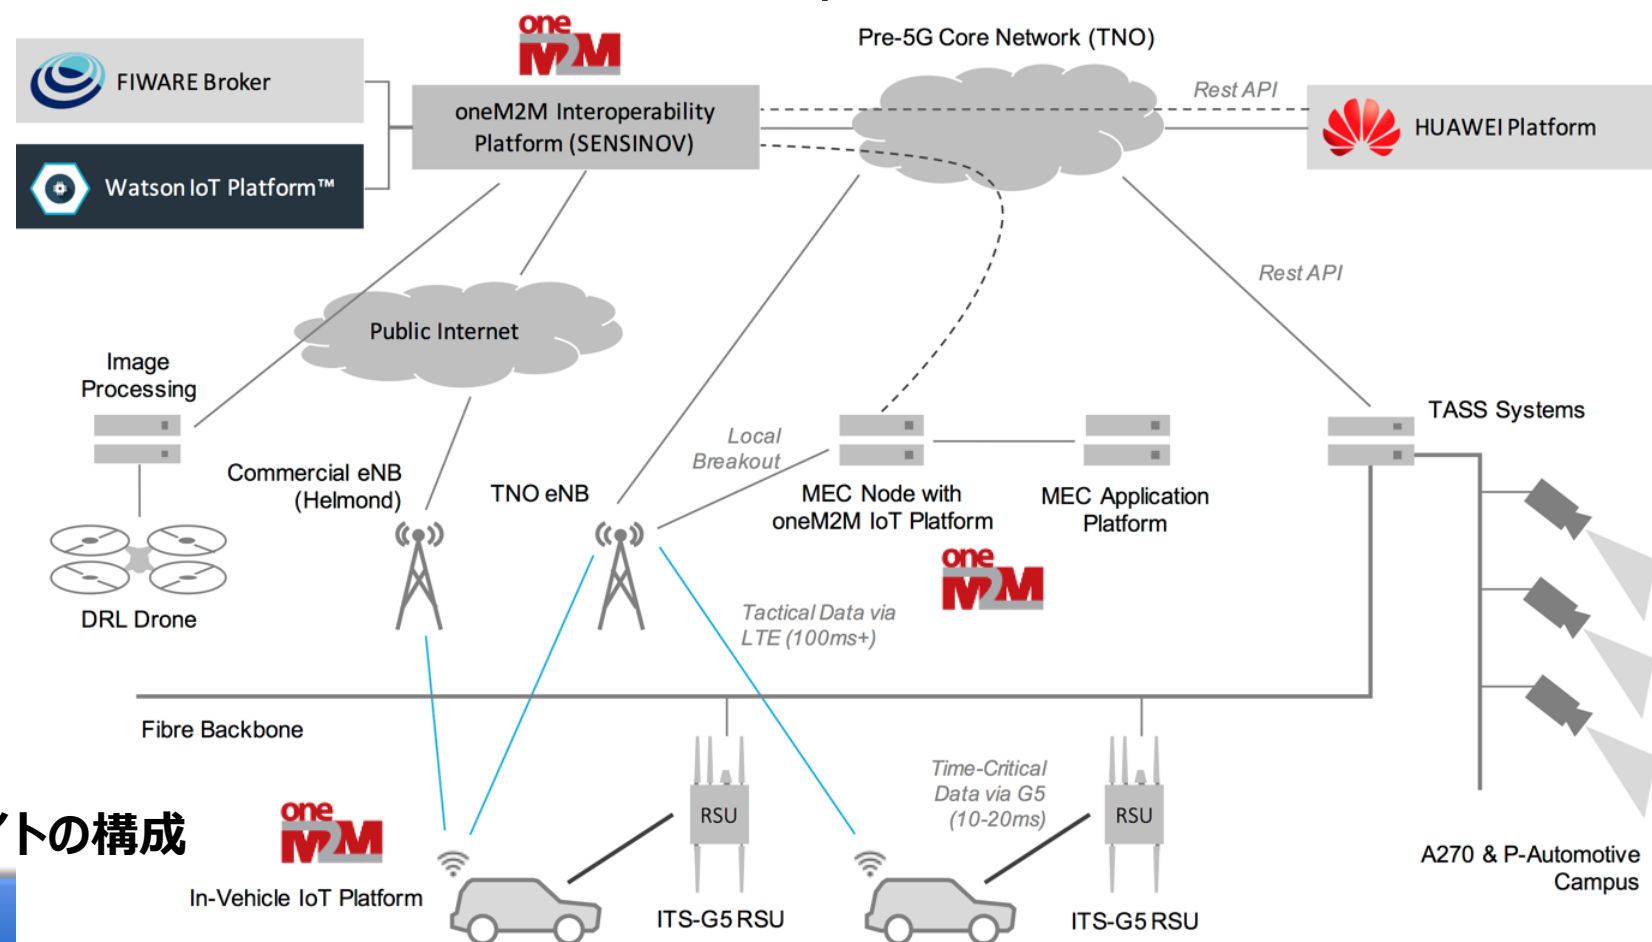 one
M2M
Pre-5G Core Network (TNO)
FIWARE Broker
oneM2M Interoperability
Platform (SENSINOV)
Rest API
HUAWEI Platform
Watson IoT Platform™
Rest API
Public Internet
Image
Processing
TASS Systems
Local
Breakout
Commercial eNB
(Helmond)
TNO eNB
MEC Node with
oneM2M IoT Platform
MEC Application
Platform
one
M2M
DRL Drone
Tactical Data via
LTE (100ms+)
Fibre Backbone
Time-Critical
Data via G5
(10-20ms)
RSU
RSU
トの構成
one
M2M
A270 & P-Automotive
Campus
In-Vehicle IoT Platform
ITS-G5 RSU
ITS-G5 RSU